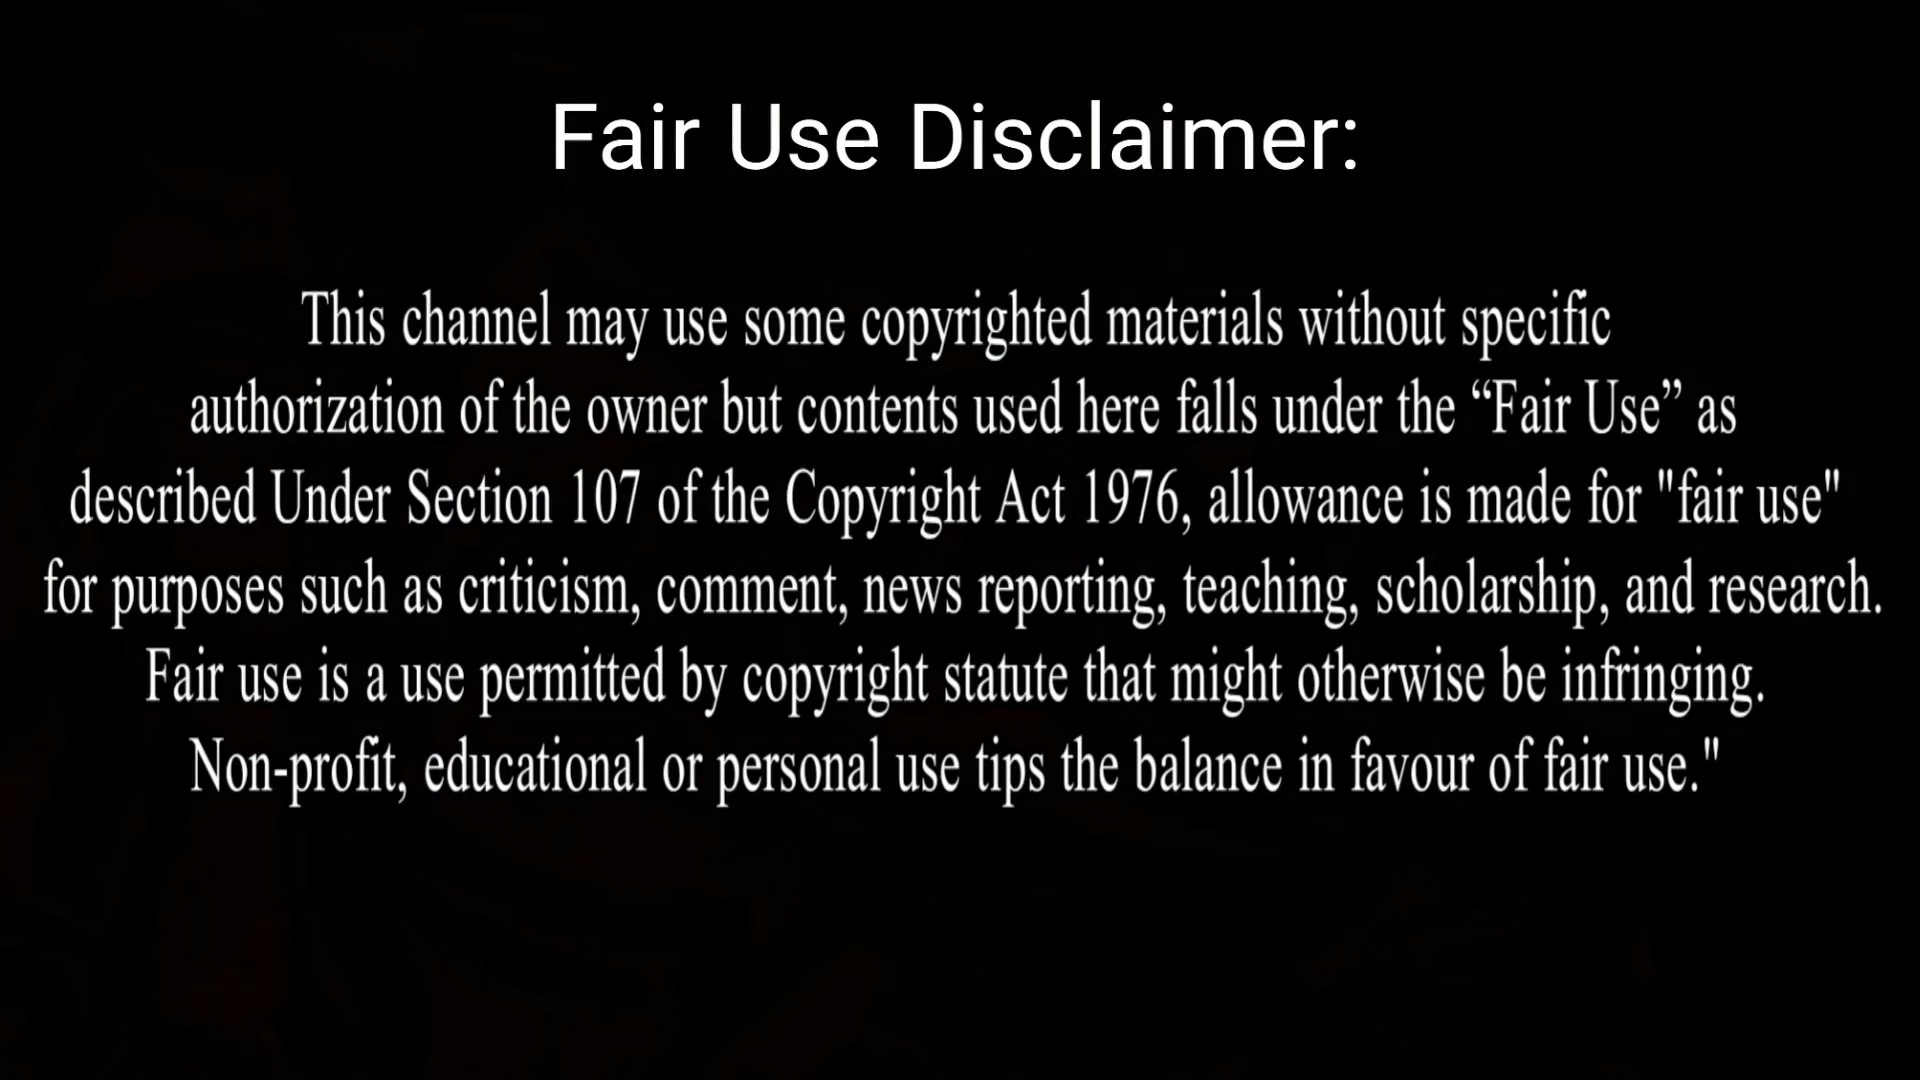 Fair Use Disclaimer:
This channel may use some copyrighted materials without specific
authorization of the owner but contents used here falls under the “Fair Use” as
described Under Section 107 of the Copyright Act 1976, allowance is made for "fair use"
for purposes such as criticism, comment, news reporting, teaching, scholarship, and research.
Fair use is a use permitted by copyright statute that might otherwise be infringing.
Non-profit, educational or personal use tips the balance in favour of fair use."